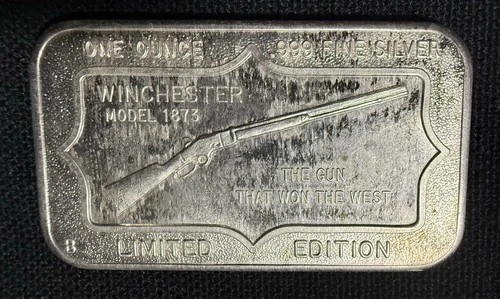 ONE OUNCE .999 FINE SILVER
WINCHESTER
MODEL 1873
THE GUN
THAT WON THE WEST
B LIMITED EDITION